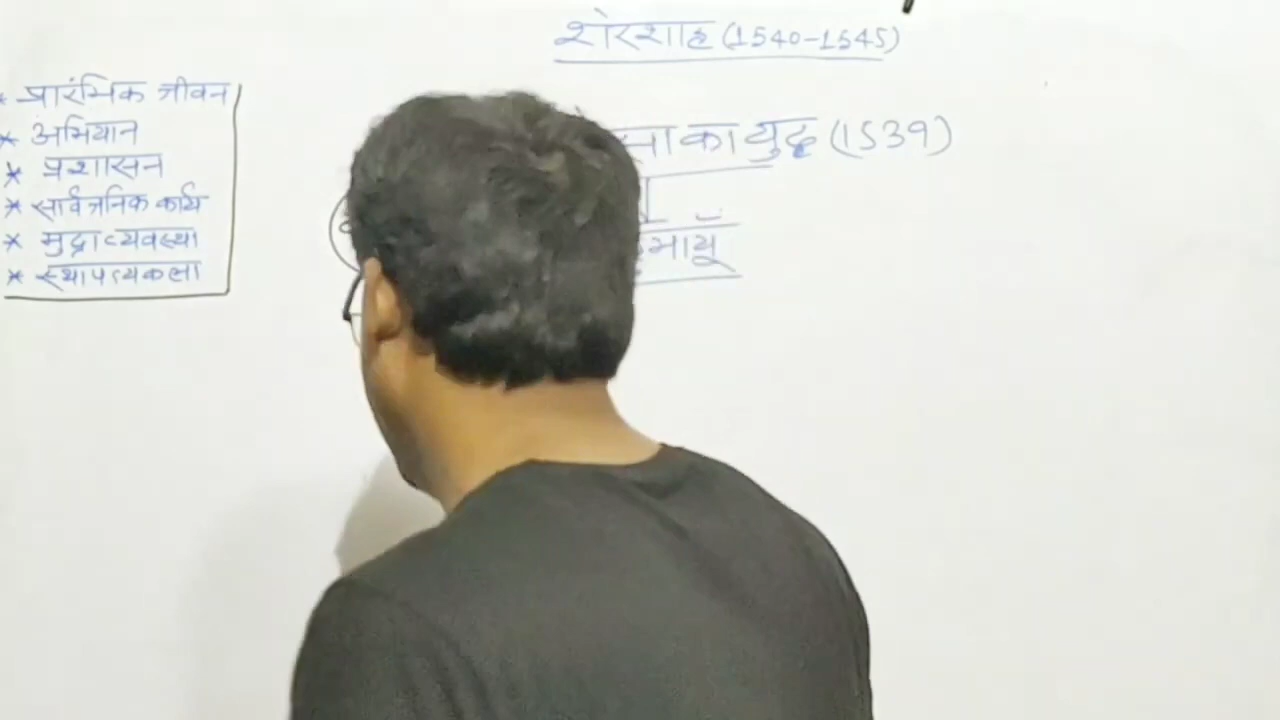 शेरशाह (1540-1545)
* प्रारंभिक जीवन
* अभियान
* प्रशासन
* सार्वजनिक कार्य
* मुद्रा व्यवस्था
* स्थापत्यकला
का युद्ध (1539)